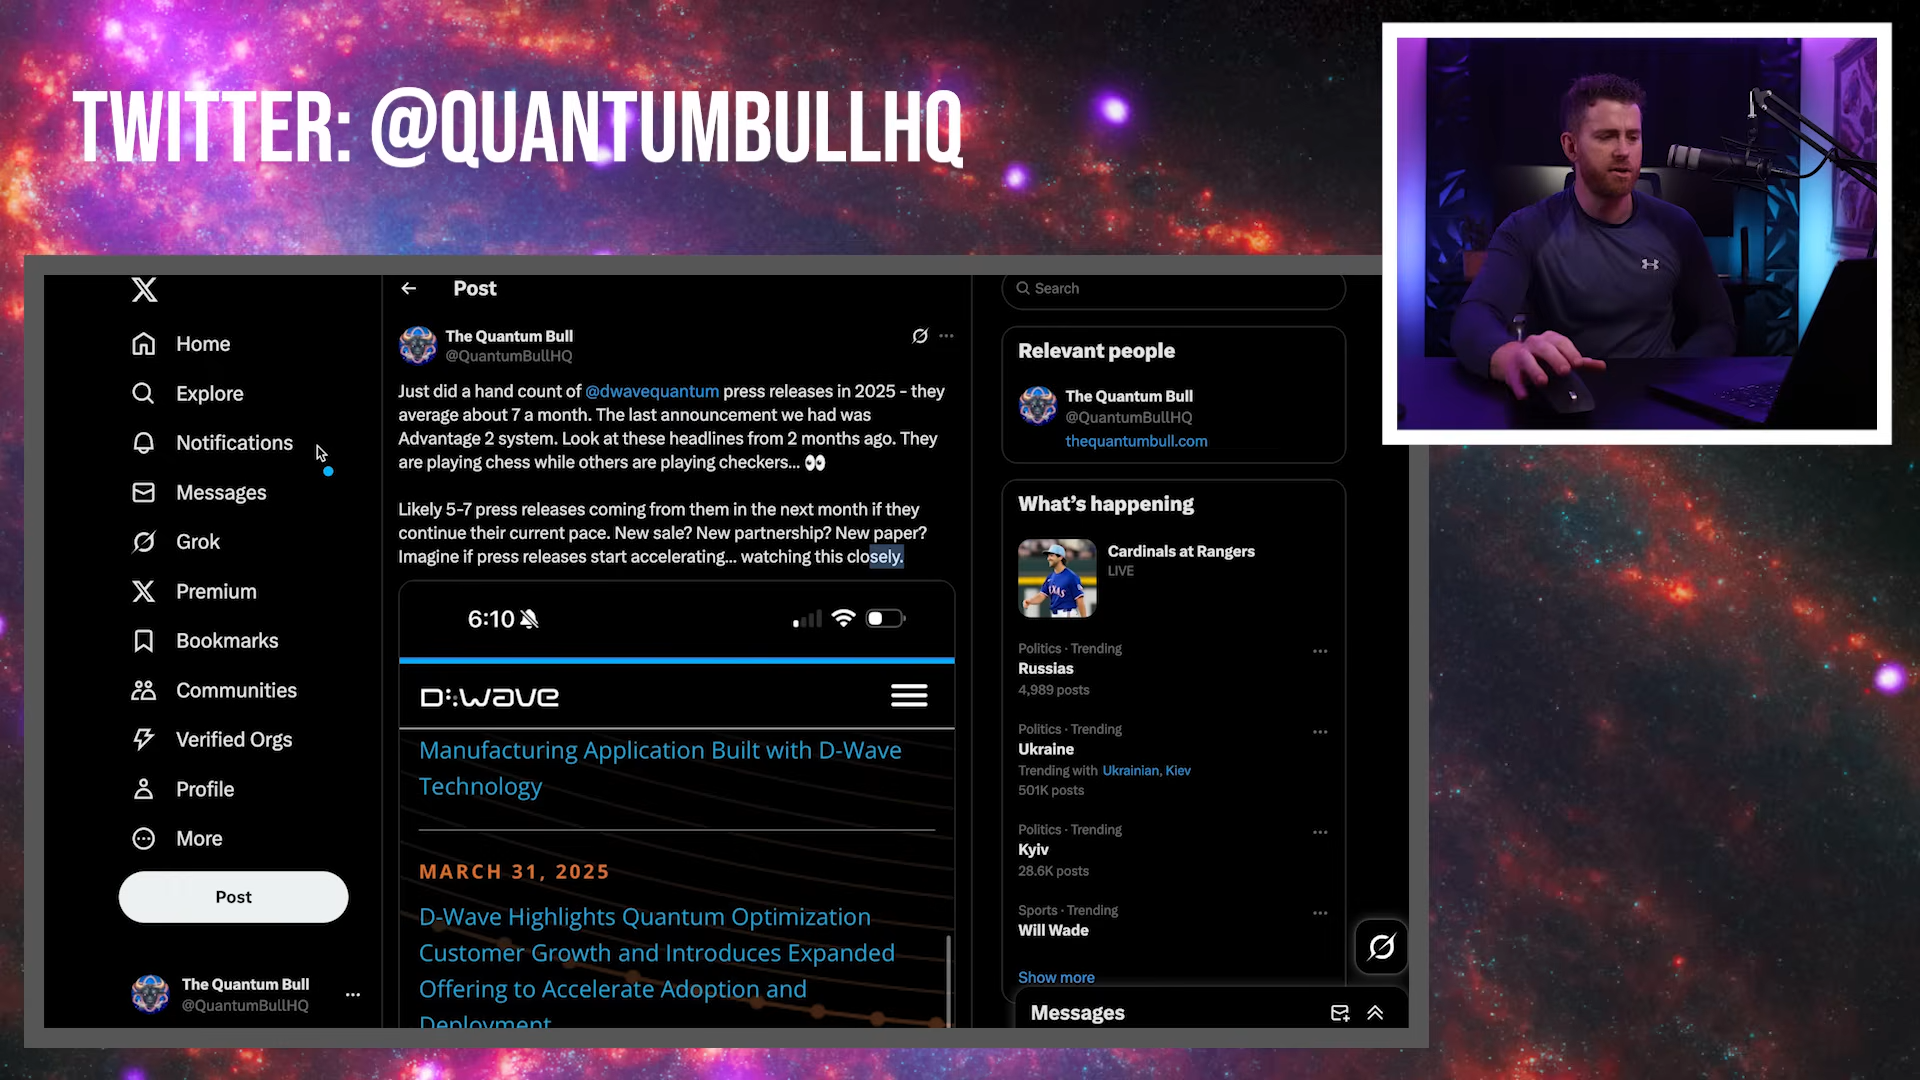 TWITTER: @QUANTUMBULLHQ
Home
Explore
Notifications
Messages
Grok
Premium
Bookmarks
Communities
Verified Orgs
Profile
More
Post
The Quantum Bull
@QuantumBullHQ
Post
The Quantum Bull
@QuantumBullHQ
Just did a hand count of @dwavequantum press releases in 2025 - they
average about 7 a month. The last announcement we had was
Advantage 2 system. Look at these headlines from 2 months ago. They
are playing chess while others are playing checkers... 👀
Likely 5-7 press releases coming from them in the next month if they
continue their current pace. New sale? New partnership? New paper?
Imagine if press releases start accelerating... watching this closely.
6:10
D:wave
Manufacturing Application Built with D-Wave
Technology
MARCH 31, 2025
D-Wave Highlights Quantum Optimization
Customer Growth and Introduces Expanded
Offering to Accelerate Adoption and
Deployment
Search
Relevant people
The Quantum Bull
@QuantumBullHQ
thequantumbull.com
What's happening
Cardinals at Rangers
LIVE
Politics · Trending
Russias
4,989 posts
Politics · Trending
Ukraine
Trending with Ukrainian, Kiev
501K posts
Politics · Trending
Kyiv
28.6K posts
Sports · Trending
Will Wade
Show more
Messages